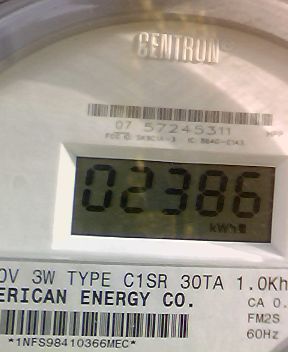 CENTRON®
07 57245311
02386
kWh
0V 3W TYPE C1SR 30TA 1.0Kh
ERICAN ENERGY CO.
CA 0.
FM2S
60Hz
*1NFS98410366MEC*